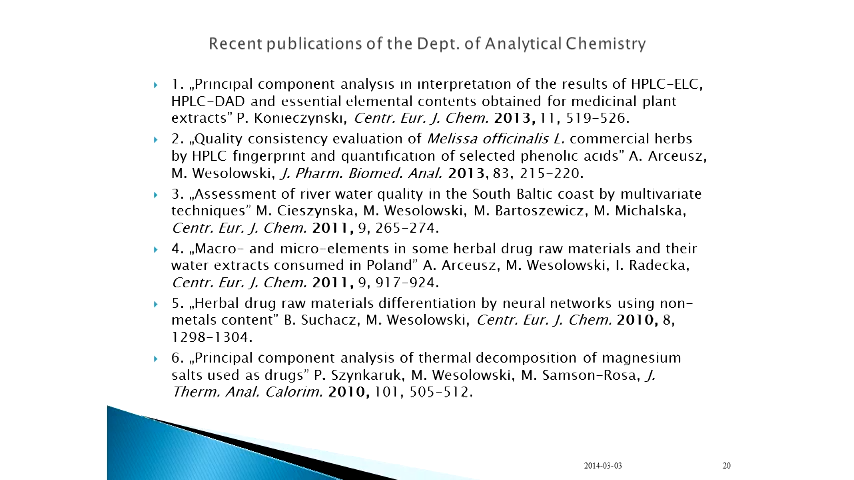 Recent publications of the Dept. of Analytical Chemistry
1. „Principal component analysis in interpretation of the results of HPLC-ELC,
HPLC-DAD and essential elemental contents obtained for medicinal plant
extracts” P. Konieczynski, Centr. Eur. J. Chem. 2013, 11, 519-526.
2. „Quality consistency evaluation of Melissa officinalis L. commercial herbs
by HPLC fingerprint and quantification of selected phenolic acids” A. Arceusz,
M. Wesolowski, J. Pharm. Biomed. Anal. 2013, 83, 215-220.
3. „Assessment of river water quality in the South Baltic coast by multivariate
techniques” M. Cieszynska, M. Wesolowski, M. Bartoszewicz, M. Michalska,
Centr. Eur. J. Chem. 2011, 9, 265-274.
4. „Macro- and micro-elements in some herbal drug raw materials and their
water extracts consumed in Poland” A. Arceusz, M. Wesolowski, I. Radecka,
Centr. Eur. J. Chem. 2011, 9, 917-924.
5. „Herbal drug raw materials differentiation by neural networks using non-
metals content” B. Suchacz, M. Wesolowski, Centr. Eur. J. Chem. 2010, 8,
1298-1304.
6. „Principal component analysis of thermal decomposition of magnesium
salts used as drugs” P. Szynkaruk, M. Wesolowski, M. Samson-Rosa, J.
Therm. Anal. Calorim. 2010, 101, 505-512.
2014-03-03
20